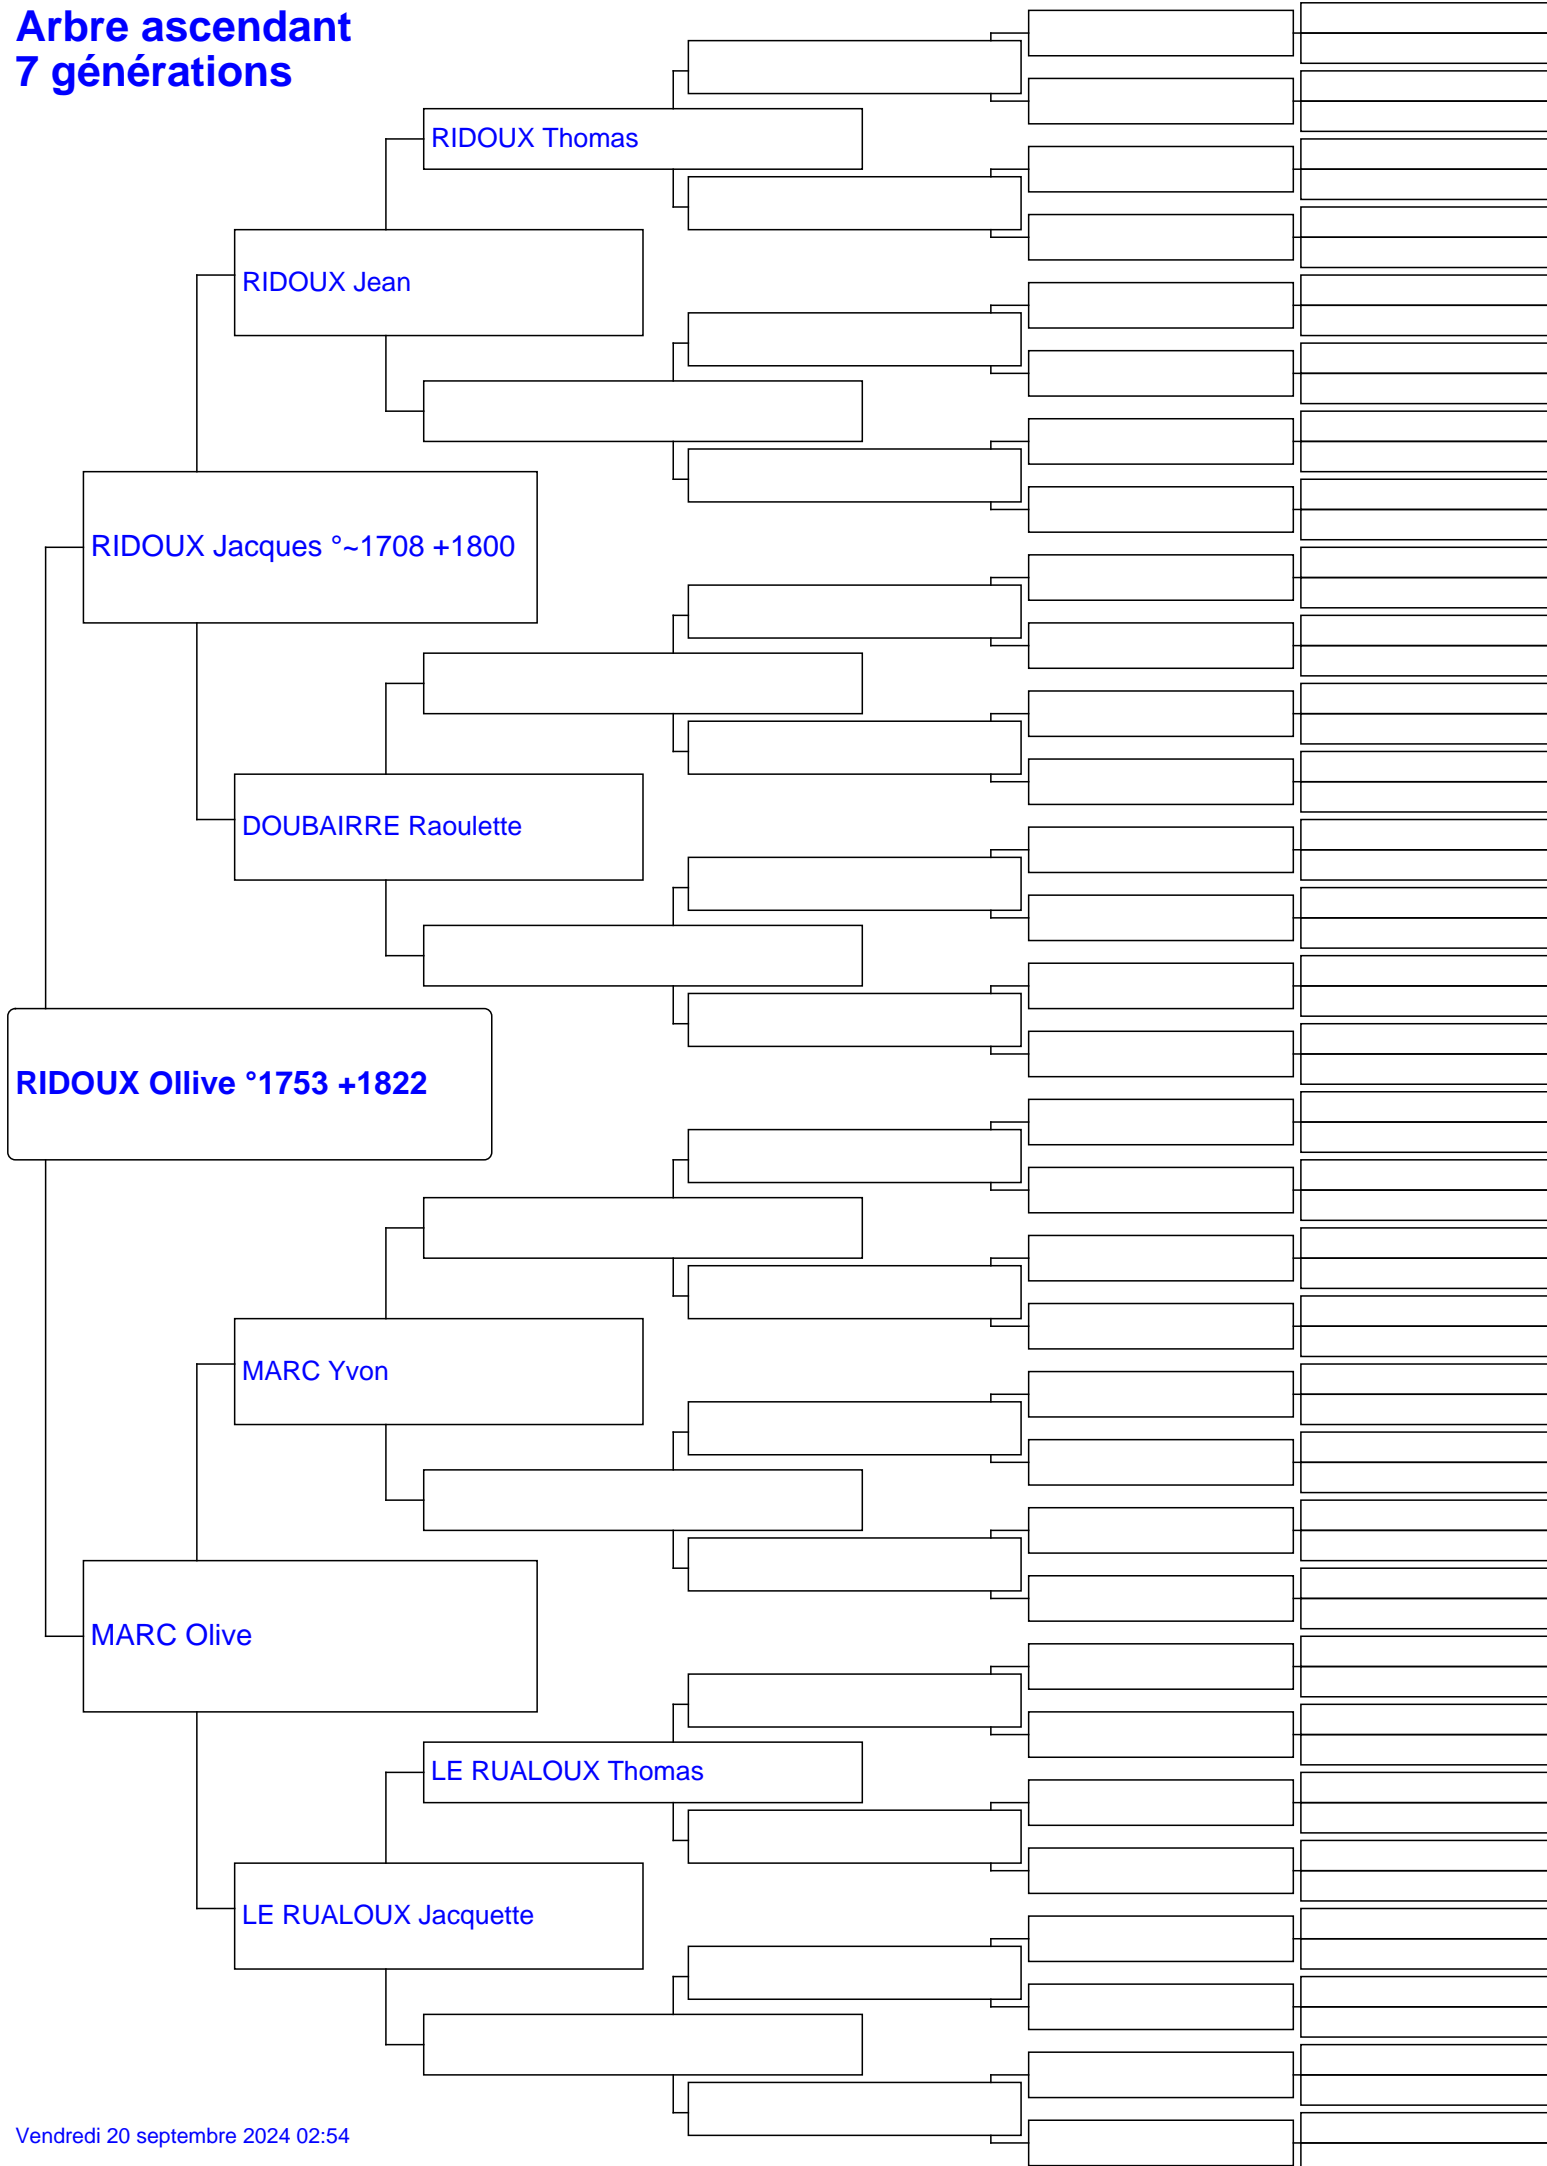 Arbre ascendant
7 générations
RIDOUX Thomas
RIDOUX Jean
RIDOUX Jacques °~1708 +1800
DOUBAIRRE Raoulette
RIDOUX Ollive °1753 +1822
MARC Yvon
MARC Olive
LE RUALOUX Thomas
LE RUALOUX Jacquette
Vendredi 20 septembre 2024 02:54